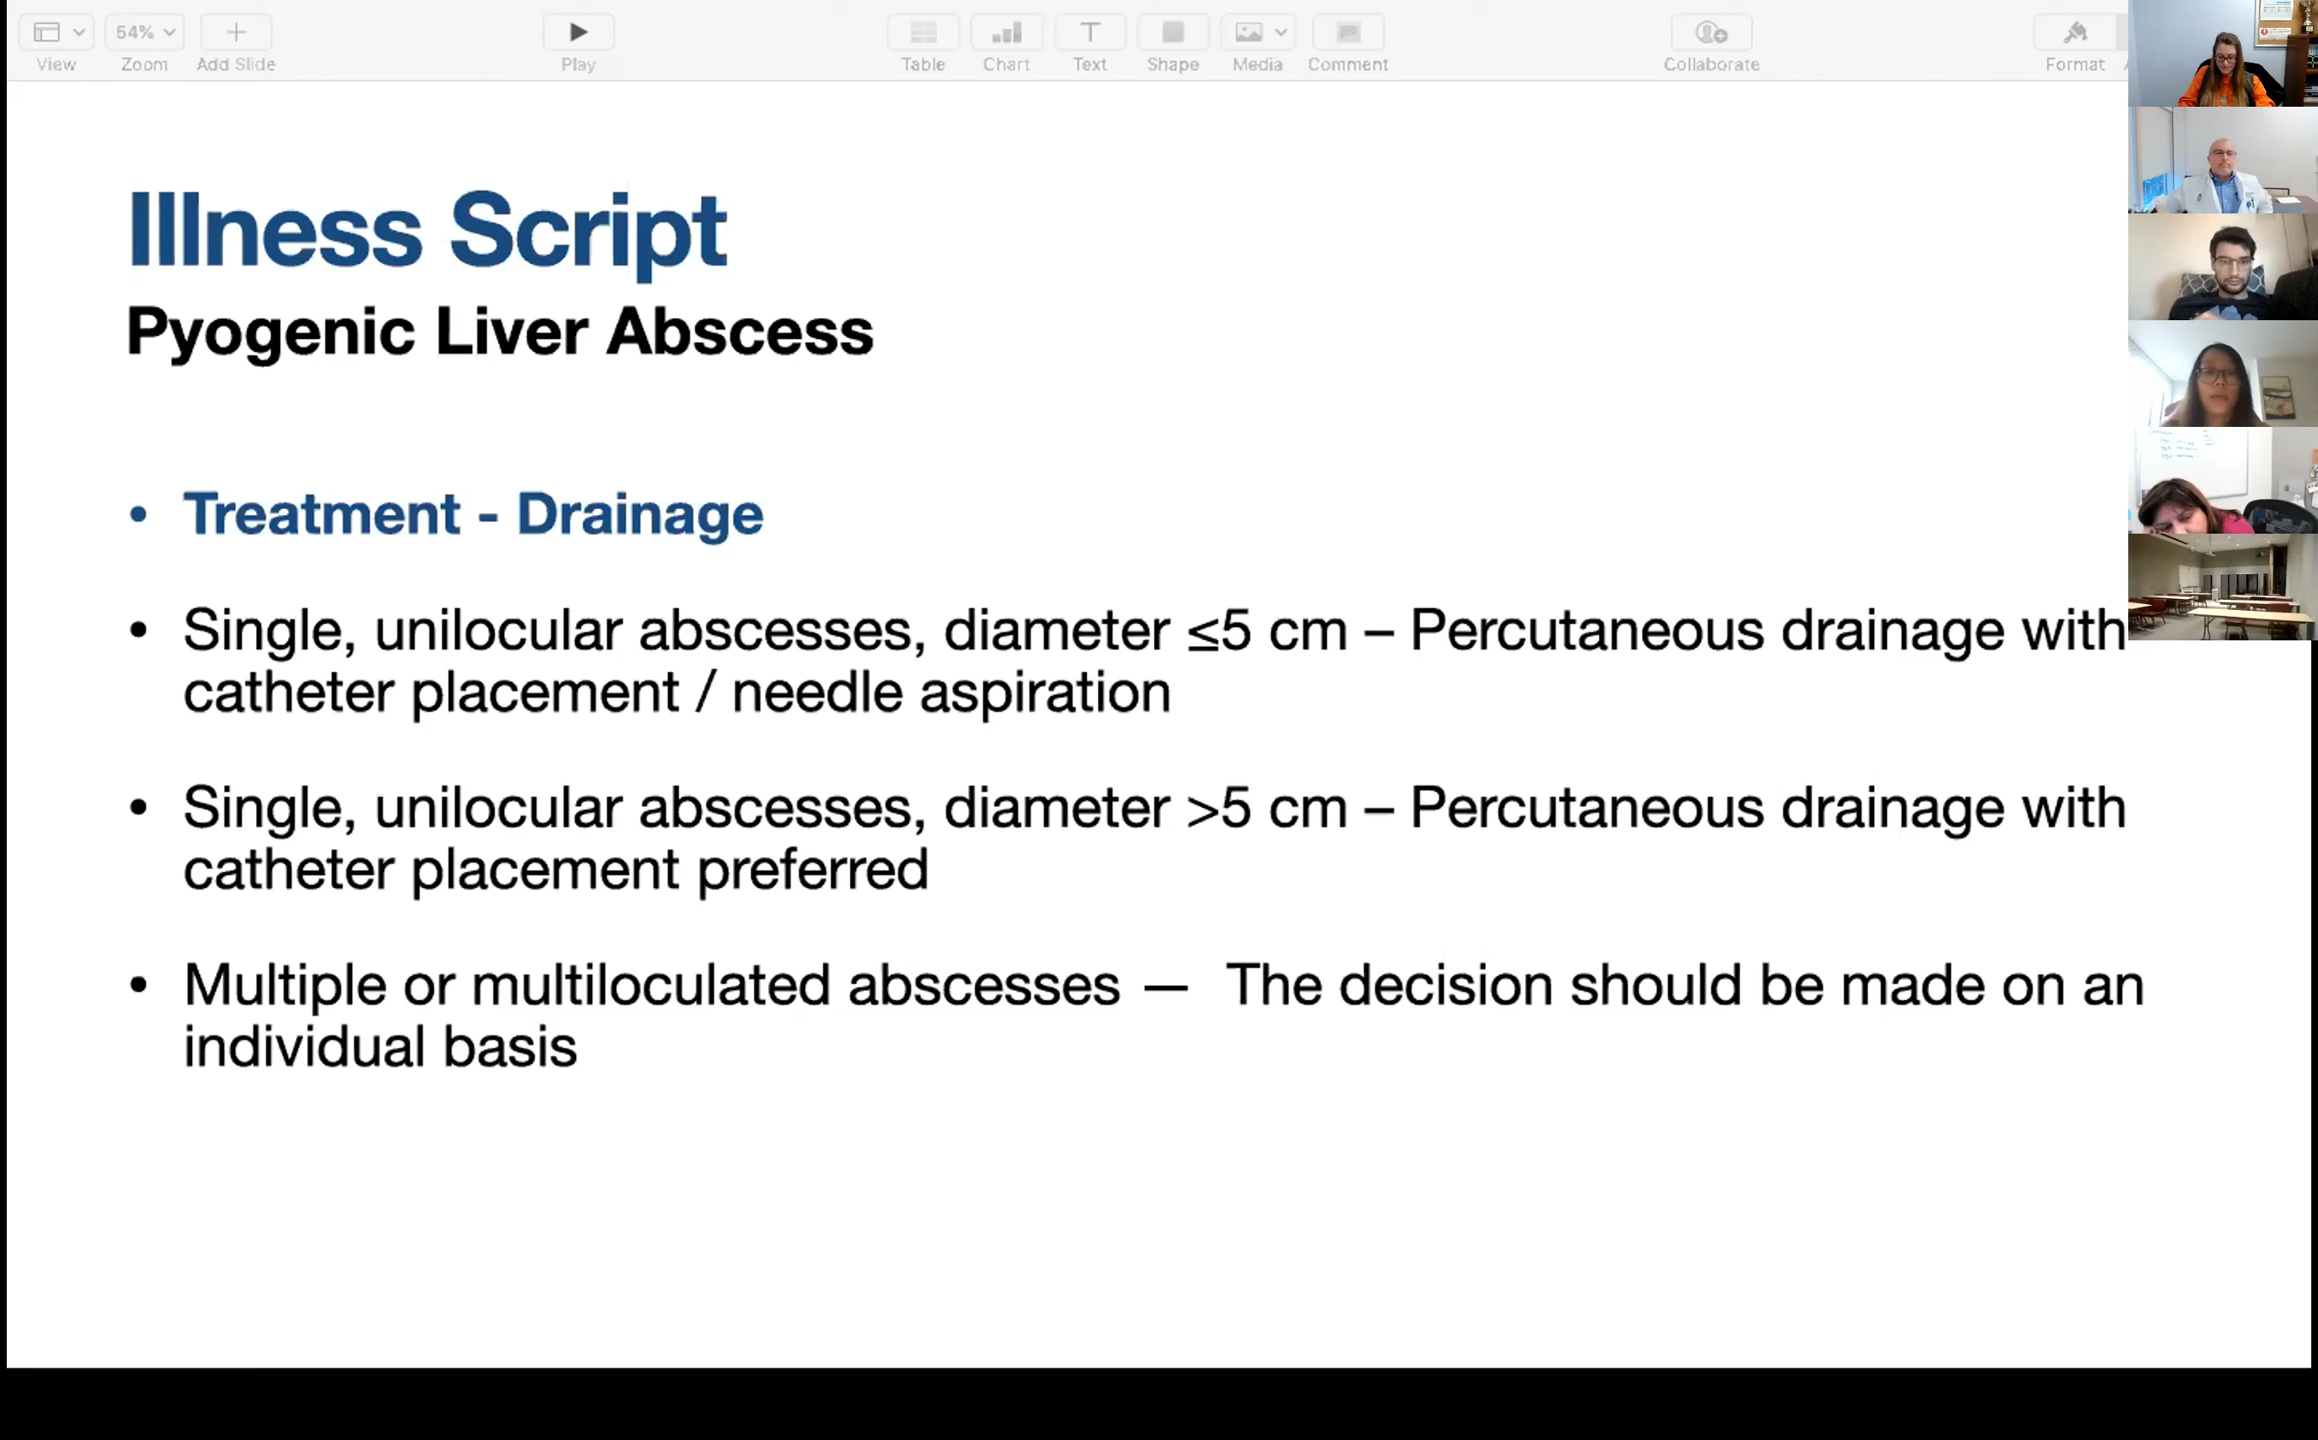 54%
View Zoom Add Slide Play Table Chart Text Shape Media Comment Collaborate Format
Illness Script
Pyogenic Liver Abscess
• Treatment - Drainage
• Single, unilocular abscesses, diameter ≤5 cm – Percutaneous drainage with
catheter placement / needle aspiration
• Single, unilocular abscesses, diameter >5 cm – Percutaneous drainage with
catheter placement preferred
• Multiple or multiloculated abscesses — The decision should be made on an
individual basis